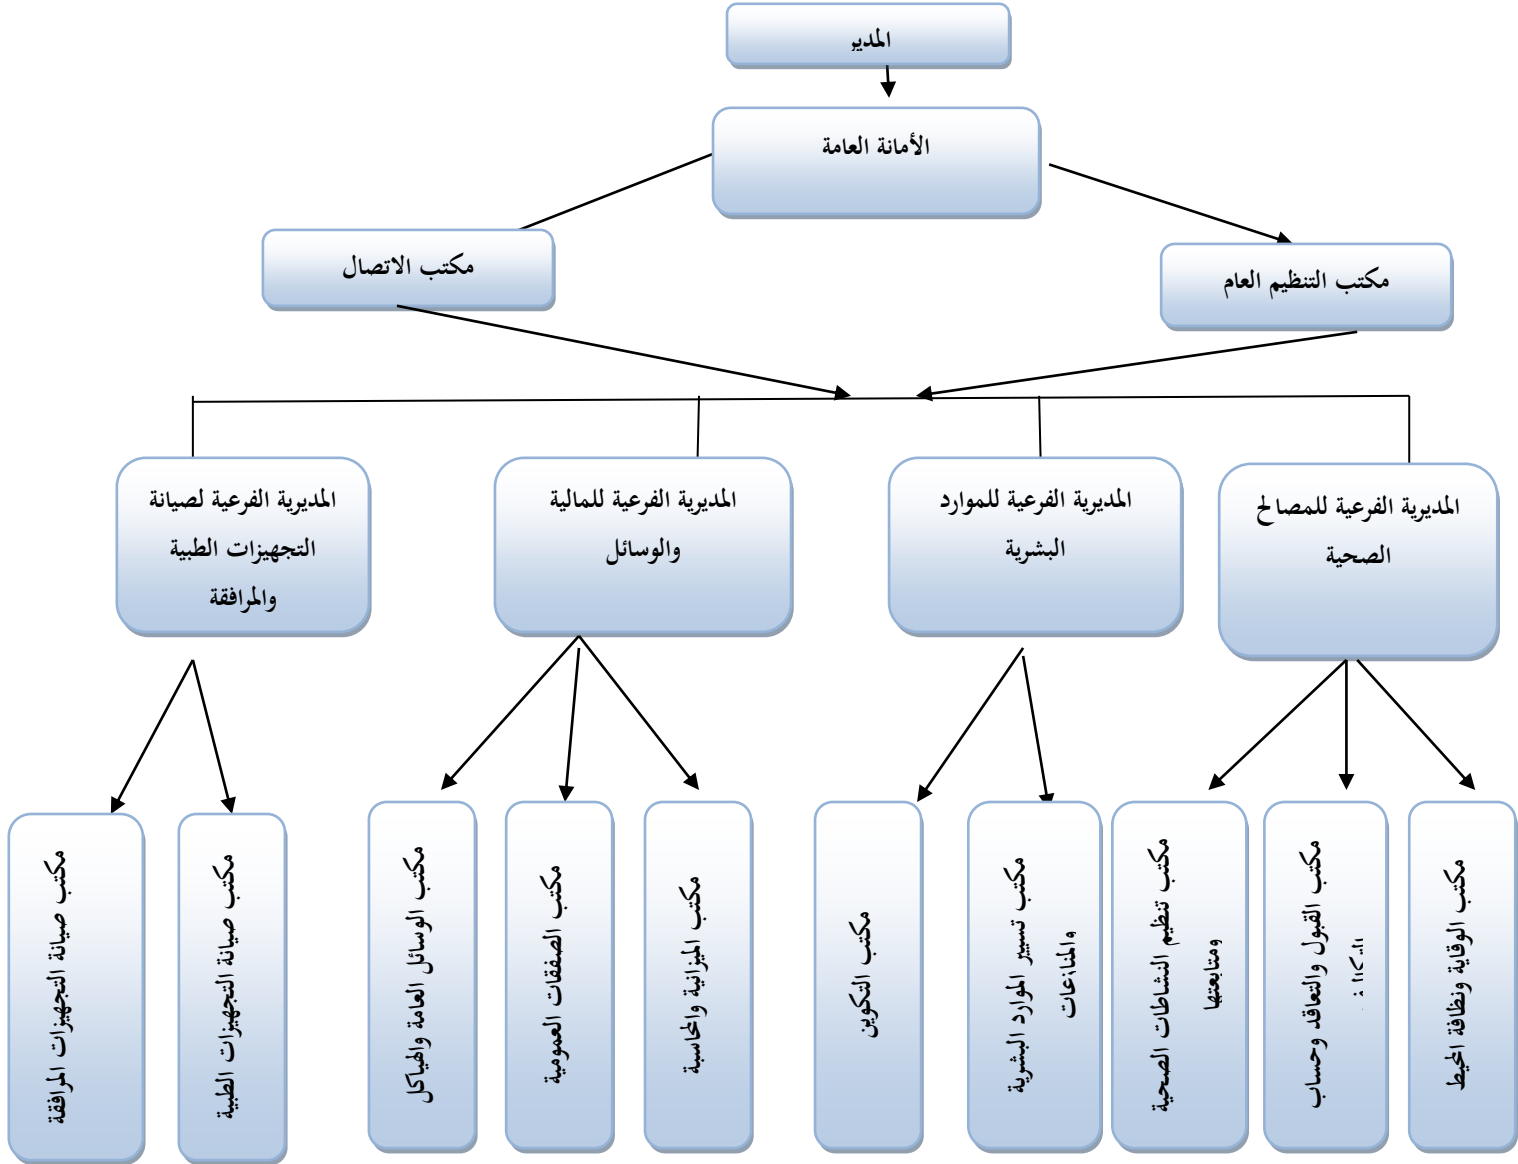 المدير
الأمانة العامة
مكتب التنظيم العام
مكتب الاتصال
المديرية الفرعية للمصالح
الصحية
المديرية الفرعية للموارد
البشرية
المديرية الفرعية للمالية
والوسائل
المديرية الفرعية لصيانة
التجهيزات الطبية
والمرافقة
مكتب الوقاية ونظافة المحيط
مكتب القبول والتعاقد وحساب
مكتب تنظيم النشاطات الصحية
ومتابعتها
مكتب تسيير الموارد البشرية
والمنازعات
مكتب التكوين
مكتب الميزانية والمحاسبة
مكتب الصفقات العمومية
مكتب الوسائل العامة والهياكل
مكتب صيانة التجهيزات الطبية
مكتب صيانة التجهيزات المرافقة